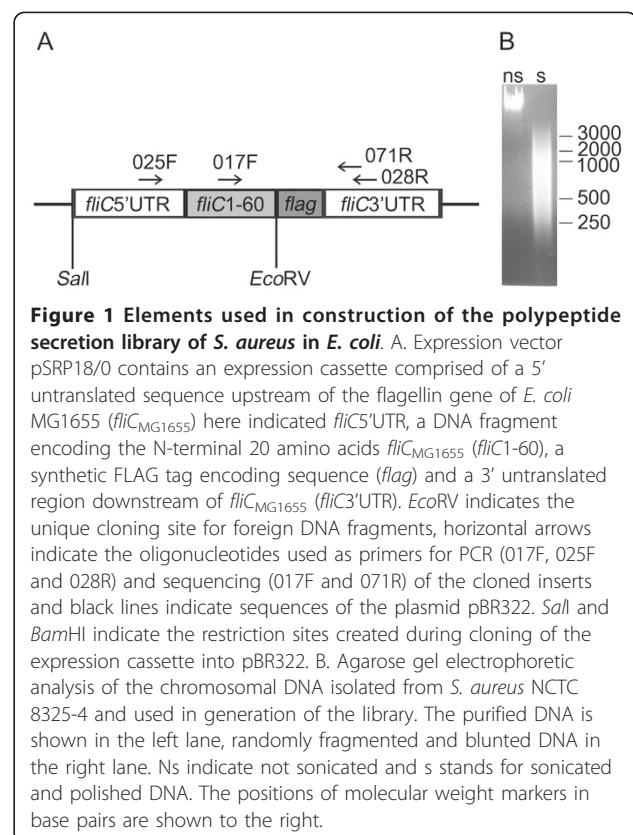 A
B
ns s
025F 017F 071R
028R
3000
2000
1000
500
250
fliC5'UTR fliC1-60 flag fliC3'UTR
SalI EcoRV
Figure 1 Elements used in construction of the polypeptide
secretion library of S. aureus in E. coli. A. Expression vector
pSRP18/0 contains an expression cassette comprised of a 5'
untranslated sequence upstream of the flagellin gene of E. coli
MG1655 (fliCMG1655) here indicated fliC5'UTR, a DNA fragment
encoding the N-terminal 20 amino acids fliCMG1655 (fliC1-60), a
synthetic FLAG tag encoding sequence (flag) and a 3' untranslated
region downstream of fliCMG1655 (fliC3'UTR). EcoRV indicates the
unique cloning site for foreign DNA fragments, horizontal arrows
indicate the oligonucleotides used as primers for PCR (017F, 025F
and 028R) and sequencing (017F and 071R) of the cloned inserts
and black lines indicate sequences of the plasmid pBR322. SalI and
BamHI indicate the restriction sites created during cloning of the
expression cassette into pBR322. B. Agarose gel electrophoretic
analysis of the chromosomal DNA isolated from S. aureus NCTC
8325-4 and used in generation of the library. The purified DNA is
shown in the left lane, randomly fragmented and blunted DNA in
the right lane. Ns indicate not sonicated and s stands for sonicated
and polished DNA. The positions of molecular weight markers in
base pairs are shown to the right.